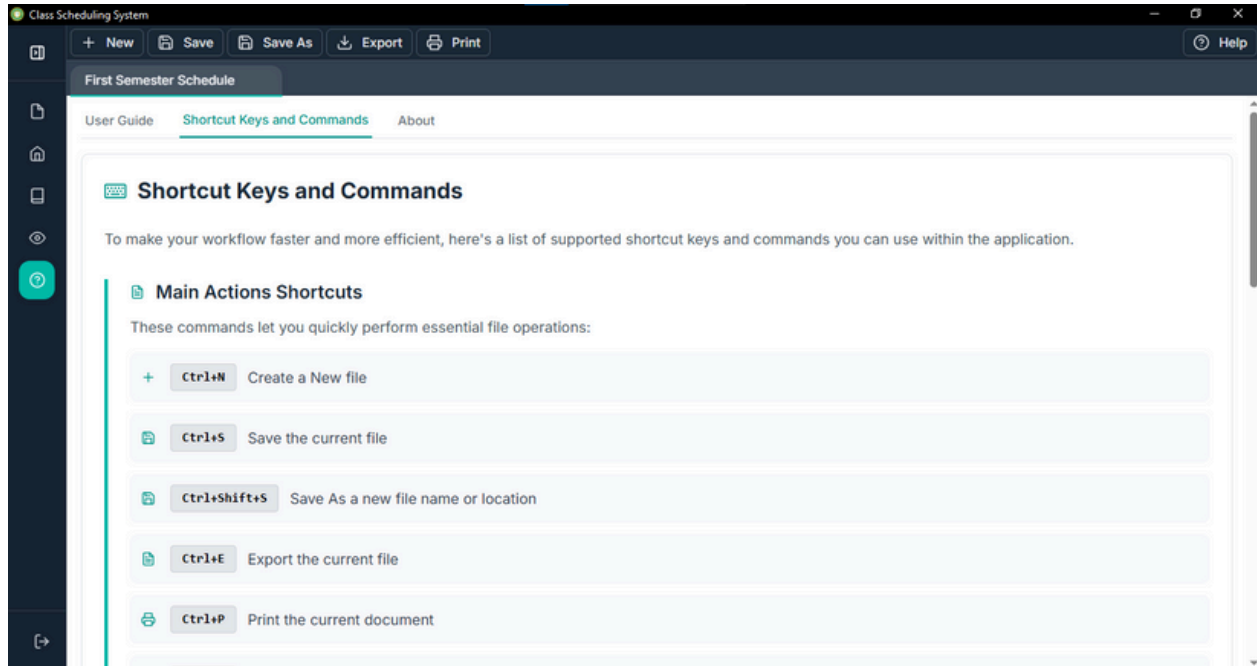 Class Scheduling System
New Save Save As Export Print Help
First Semester Schedule
User Guide Shortcut Keys and Commands About
Shortcut Keys and Commands
To make your workflow faster and more efficient, here's a list of supported shortcut keys and commands you can use within the application.
Main Actions Shortcuts
These commands let you quickly perform essential file operations:
Ctrl+N Create a New file
Ctrl+S Save the current file
Ctrl+Shift+S Save As a new file name or location
Ctrl+E Export the current file
Ctrl+P Print the current document